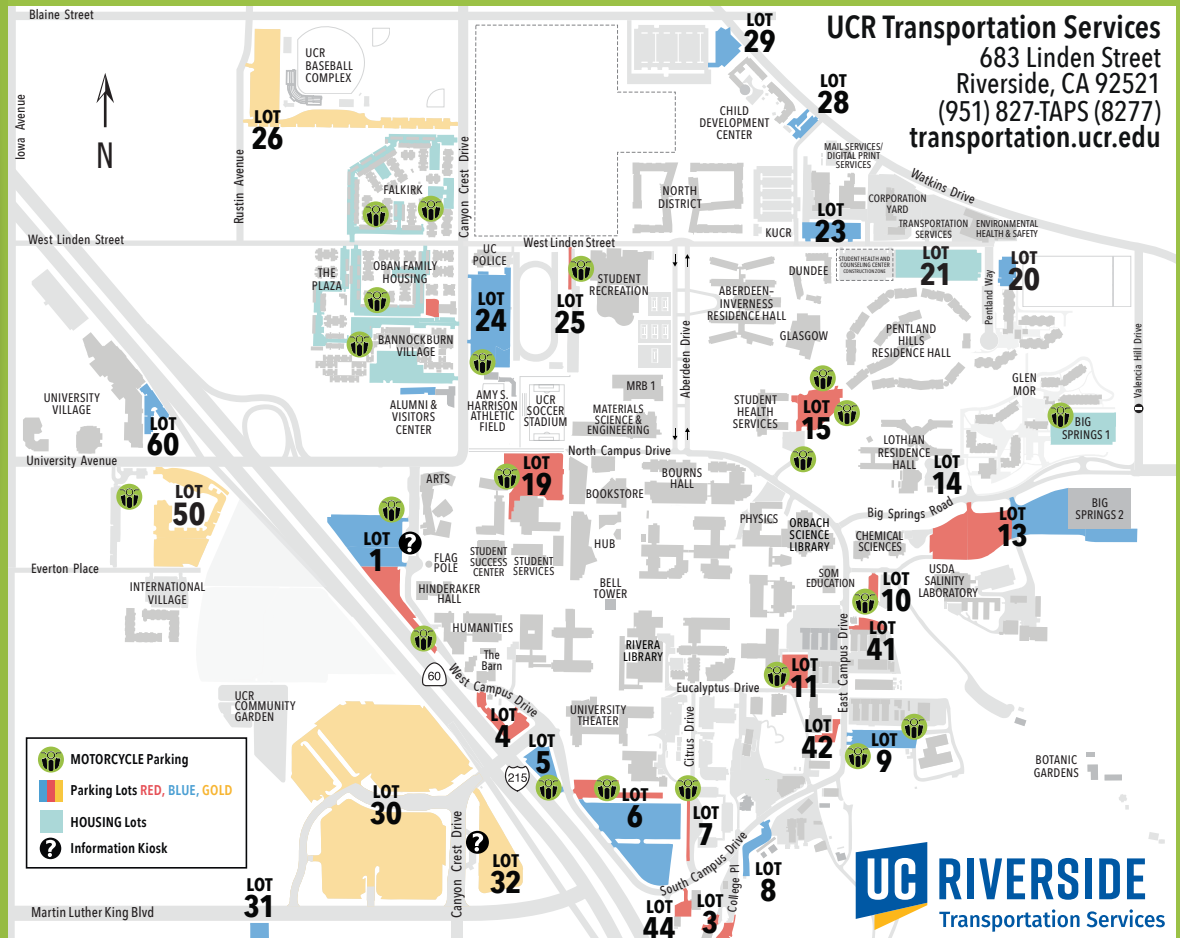 Blaine Street
UCR Transportation Services
683 Linden Street
Riverside, CA 92521
(951) 827-TAPS (8277)
transportation.ucr.edu
LOT
29
UCR
BASEBALL
COMPLEX
Iowa Avenue
N
LOT
26
LOT
28
CHILD
DEVELOPMENT
CENTER
MAIL SERVICES/
DIGITAL PRINT
SERVICES
Watkins Drive
Rustin Avenue
Canyon Crest Drive
FALKIRK
NORTH
DISTRICT
CORPORATION
YARD
LOT
23
KUCR
TRANSPORTATION
SERVICES
ENVIRONMENTAL
HEALTH & SAFETY
West Linden Street
West Linden Street
UC
POLICE
THE
PLAZA
OBAN FAMILY
HOUSING
LOT
24
LOT
25
STUDENT
RECREATION
DUNDEE
STUDENT HEALTH AND
COUNSELING CENTER
CONSTRUCTION ZONE
LOT
21
LOT
20
Pentland Way
ABERDEEN–
INVERNESS
RESIDENCE HALL
GLASGOW
PENTLAND
HILLS
RESIDENCE HALL
Aberdeen Drive
Valencia Hill Drive
BANNOCKBURN
VILLAGE
UNIVERSITY
VILLAGE
LOT
60
ALUMNI &
VISITORS
CENTER
AMY S.
HARRISON
ATHLETIC
FIELD
UCR
SOCCER
STADIUM
MRB 1
MATERIALS
SCIENCE &
ENGINEERING
STUDENT
HEALTH
SERVICES
LOT
15
GLEN
MOR
BIG
SPRINGS 1
LOTHIAN
RESIDENCE
HALL
LOT
14
University Avenue
North Campus Drive
LOT
50
ARTS
LOT
19
BOOKSTORE
BOURNS
HALL
Big Springs Road
BIG
SPRINGS 2
LOT
13
LOT
1
FLAG
POLE
STUDENT
SUCCESS
CENTER
STUDENT
SERVICES
HUB
PHYSICS
ORBACH
SCIENCE
LIBRARY
CHEMICAL
SCIENCES
Everton Place
INTERNATIONAL
VILLAGE
HINDERAKER
HALL
BELL
TOWER
SOM
EDUCATION
LOT
10
USDA
SALINITY
LABORATORY
LOT
41
HUMANITIES
The
Barn
RIVERA
LIBRARY
East Campus Drive
60
West Campus Drive
Eucalyptus Drive
LOT
11
UCR
COMMUNITY
GARDEN
LOT
4
UNIVERSITY
THEATER
Citrus Drive
LOT
42
LOT
9
LOT
5
215
BOTANIC
GARDENS
MOTORCYCLE Parking
Parking Lots RED, BLUE, GOLD
HOUSING Lots
? Information Kiosk
?
?
LOT
30
LOT
6
LOT
7
Canyon Crest Drive
LOT
32
South Campus Drive
College Pl
LOT
8
LOT
31
Martin Luther King Blvd
LOT
44
LOT
3
UC RIVERSIDE
Transportation Services